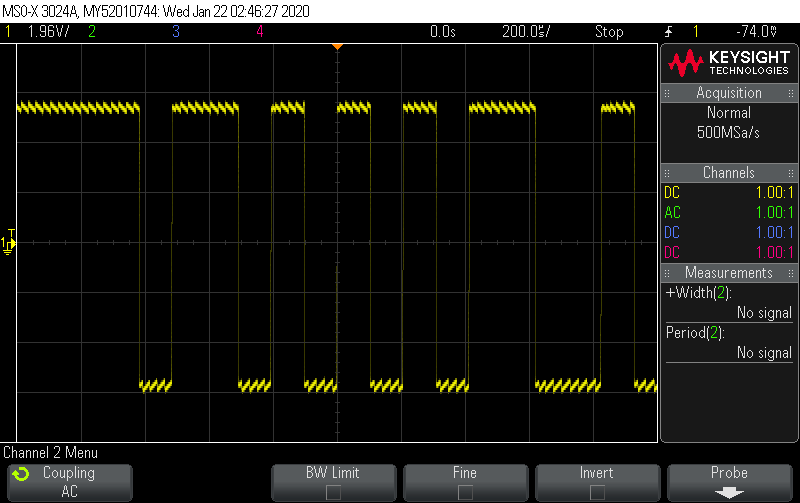 MSO-X 3024A, MY52010744: Wed Jan 22 02:46:27 2020
1 1.96V/ 2 3 4 0.0s 200.0s/ Stop 1 -74.0V
KEYSIGHT
TECHNOLOGIES
Acquisition
Normal
500MSa/s
Channels
DC 1.00:1
AC 1.00:1
DC 1.00:1
DC 1.00:1
Measurements
+Width(2):
No signal
Period(2):
No signal
T
1
Channel 2 Menu
Coupling
AC
BW Limit
Fine
Invert
Probe